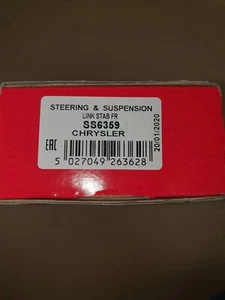 STEERING & SUSPENSION
LINK STAB FR
SS6359
CHRYSLER
EAC
5 027049 263628
20/01/2020